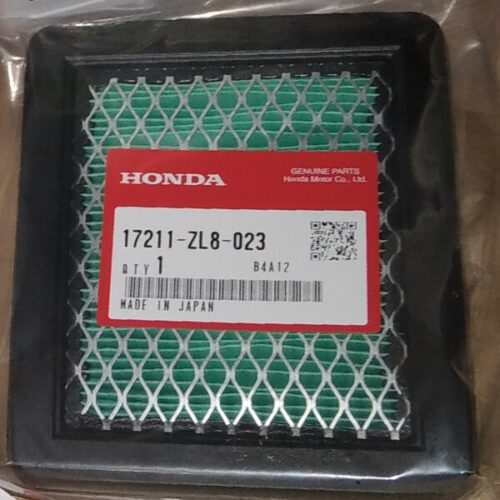 GENUINE PARTS
HONDA Honda Motor Co., Ltd.
17211-ZL8-023
QTY 1 B4A12
MADE IN JAPAN